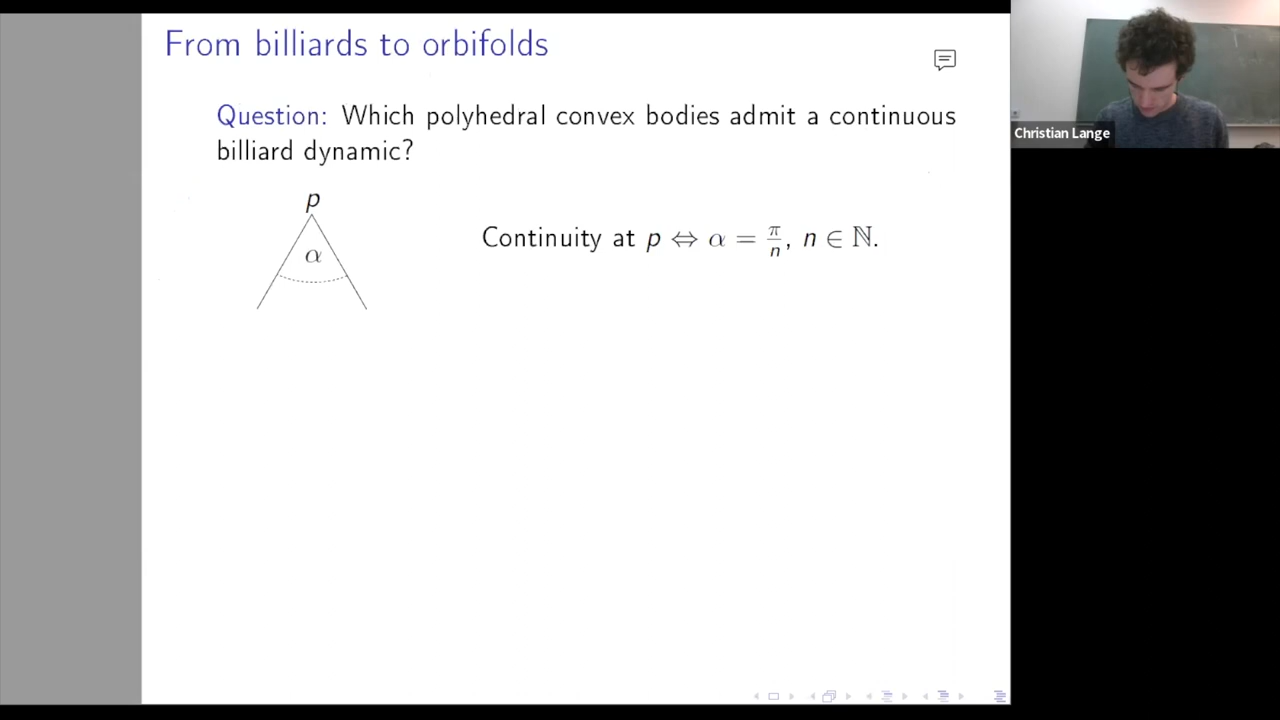 From billiards to orbifolds
Question: Which polyhedral convex bodies admit a continuous
billiard dynamic?
p
α
Continuity at p ⇔ α = π/n, n ∈ ℕ.
Christian Lange